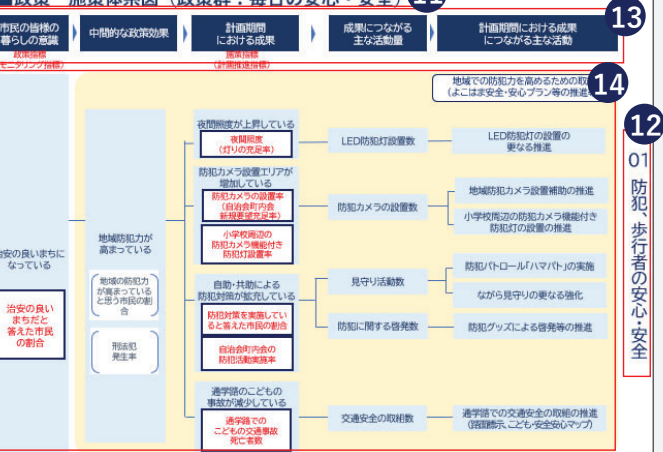 ■政策・施策体系図（政策群：毎日の安心・安全）
11
13
市民の皆様の
暮らしの意識
中間的な政策効果
計画期間
における成果
成果につながる
主な活動量
計画期間における成果
につながる主な活動
政策指標
モニタリング指標）
施策指標
（計画推進指標）
地域での防犯力を高めるための取
（よこはま安全・安心プラン等の推進
14
12
01
防犯、歩行者の安心・安全
夜間照度が上昇している
夜間照度
（灯りの充足率）
LED防犯灯設置数
LED防犯灯の設置の
更なる推進
防犯カメラ設置エリアが
増加している
防犯カメラの設置率
（自治会町内会
新規要望充足率）
小学校周辺の
防犯カメラ機能付き
防犯灯設置率
防犯カメラの設置数
地域防犯カメラ設置補助の推進
小学校周辺の防犯カメラ機能付き
防犯灯の設置の推進
治安の良いまちに
なっている
治安の良い
まちだと
答えた市民
の割合
地域防犯力が
高まっている
地域の防犯力
が高まっている
と思う市民の割
合
刑法犯
発生率
自助・共助による
防犯対策が拡充している
防犯対策を実施してい
ると答えた市民の割合
自治会町内会の
防犯活動実施率
見守り活動数
防犯パトロール「ハマパト」の実施
ながら見守りの更なる強化
防犯に関する啓発数
防犯グッズによる啓発等の推進
通学路のこどもの
事故が減少している
通学路での
こどもの交通事故
死亡者数
交通安全の取組数
通学路での交通安全の取組の推進
（路面標示、こども・安全安心マップ）